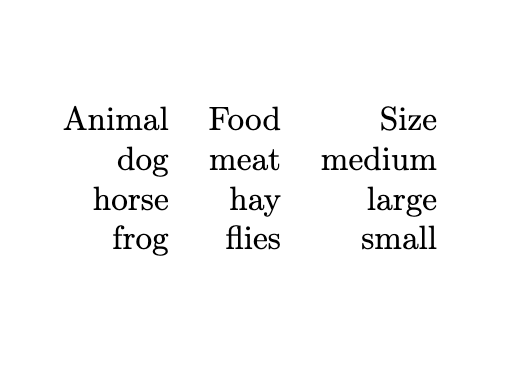 Animal Food Size
dog meat medium
horse hay large
frog flies small